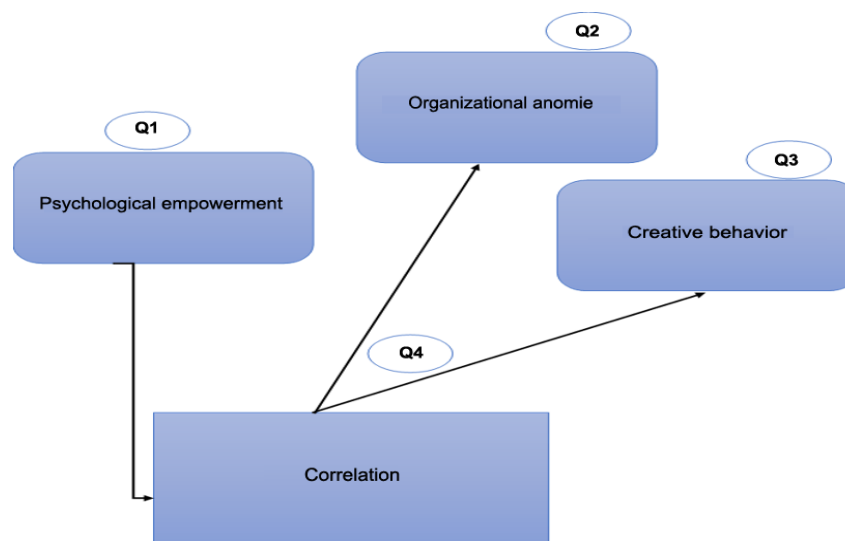 Q2
Organizational anomie
Q1
Psychological empowerment
Q3
Creative behavior
Q4
Correlation